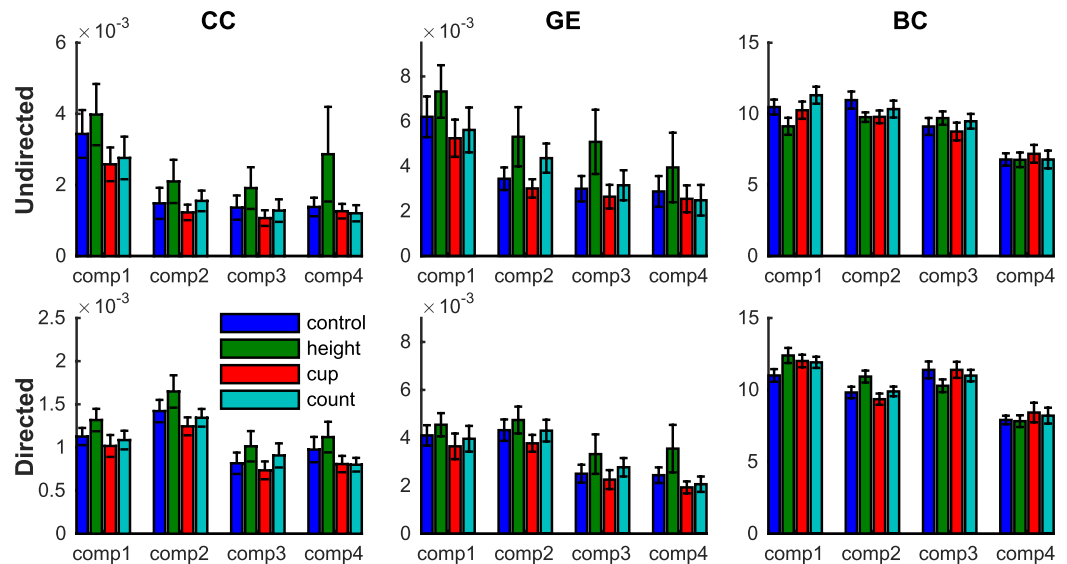 CC GE BC
× 10⁻³ × 10⁻³
Undirected
6 4 2 0
8 6 4 2 0
15 10 5 0
comp1 comp2 comp3 comp4
comp1 comp2 comp3 comp4
comp1 comp2 comp3 comp4
× 10⁻³ × 10⁻³
Directed
2.5 2 1.5 1 0.5 0
control
height
cup
count
8 6 4 2 0
15 10 5 0
comp1 comp2 comp3 comp4
comp1 comp2 comp3 comp4
comp1 comp2 comp3 comp4